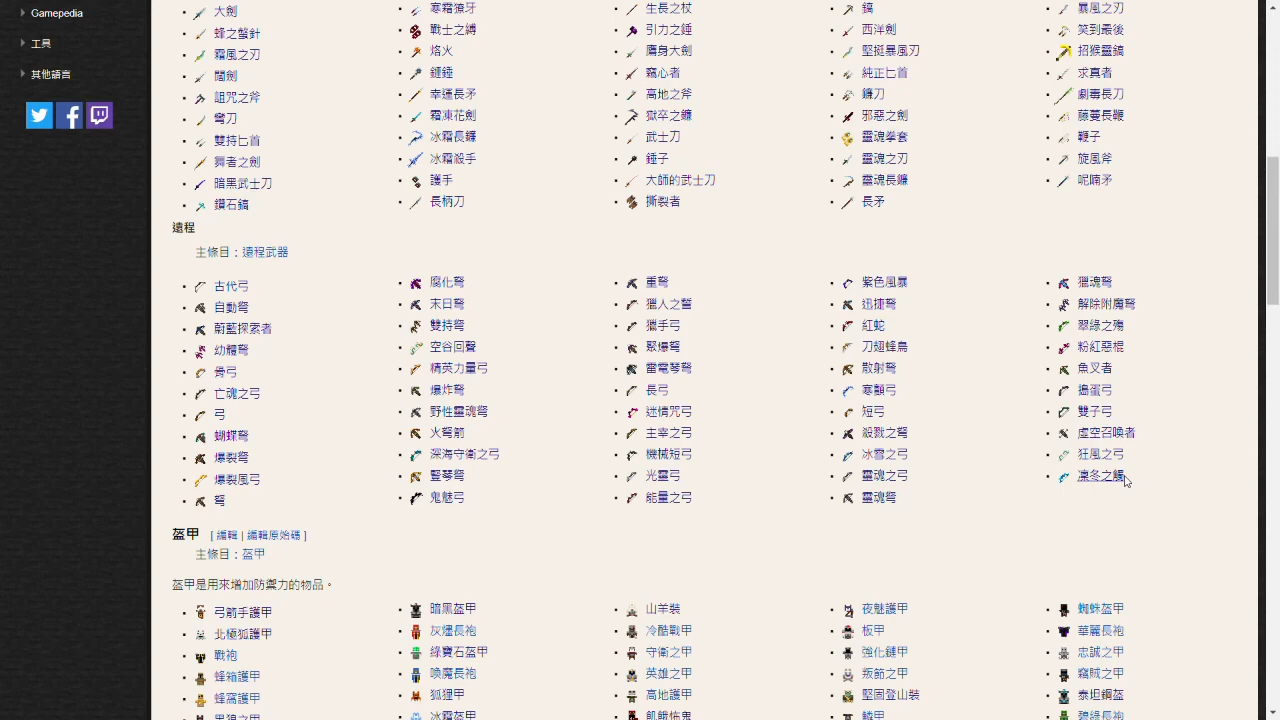 Gamepedia
工具
其他語言
大劍
蜂之螫針
霜風之刃
闊劍
詛咒之斧
彎刀
雙持匕首
舞者之劍
暗黑武士刀
鑽石鎬
寒霜獠牙
戰士之縛
烙火
鏈錘
幸運長矛
霜凍花劍
冰霜長鐮
冰霜殺手
護手
長柄刀
生長之杖
引力之錘
鷹身大劍
竊心者
高地之斧
獄卒之鐮
武士刀
錘子
大師的武士刀
撕裂者
鎬
西洋劍
堅挺暴風刃
純正匕首
鐮刀
邪惡之劍
靈魂拳套
靈魂之刃
靈魂長鐮
長矛
暴風之刃
笑到最後
招猴靈鎬
求真者
劇毒長刀
藤蔓長鞭
鞭子
旋風斧
呢喃矛
遠程
主條目：遠程武器
古代弓
自動弩
蔚藍探索者
幼體弩
骨弓
亡魂之弓
弓
蝴蝶弩
爆裂弩
爆裂風弓
弩
腐化弩
末日弩
雙持弩
空谷回聲
精英力量弓
爆炸弩
野性靈魂弩
火弩箭
深海守衛之弓
豎琴弩
鬼魅弓
重弩
獵人之誓
獵手弓
聚爆弩
雷電琴弩
長弓
迷情咒弓
主宰之弓
機械短弓
光靈弓
能量之弓
紫色風暴
迅捷弩
紅蛇
刀翅蜂鳥
散射弩
寒顫弓
短弓
殺戮之弩
冰雪之弓
靈魂之弓
靈魂弩
獵魂弩
解除附魔弩
翠綠之殤
粉紅惡棍
魚叉者
搗蛋弓
雙子弓
虛空召喚者
狂風之弓
凜冬之觸
盔甲 [ 編輯 | 編輯原始碼 ]
主條目：盔甲
盔甲是用來增加防禦力的物品。
弓箭手護甲
北極狐護甲
戰袍
蜂箱護甲
蜂窩護甲
黑狼之甲
暗黑盔甲
灰燼長袍
綠寶石盔甲
喚魔長袍
狐狸甲
冰霜盔甲
山羊裝
冷酷戰甲
守衛之甲
英雄之甲
高地護甲
飢餓怖鬼
夜魅護甲
板甲
強化鏈甲
叛節之甲
堅固登山裝
鱗甲
蜘蛛盔甲
華麗長袍
忠誠之甲
竊賊之甲
泰坦鋼盔
碧綠長袍